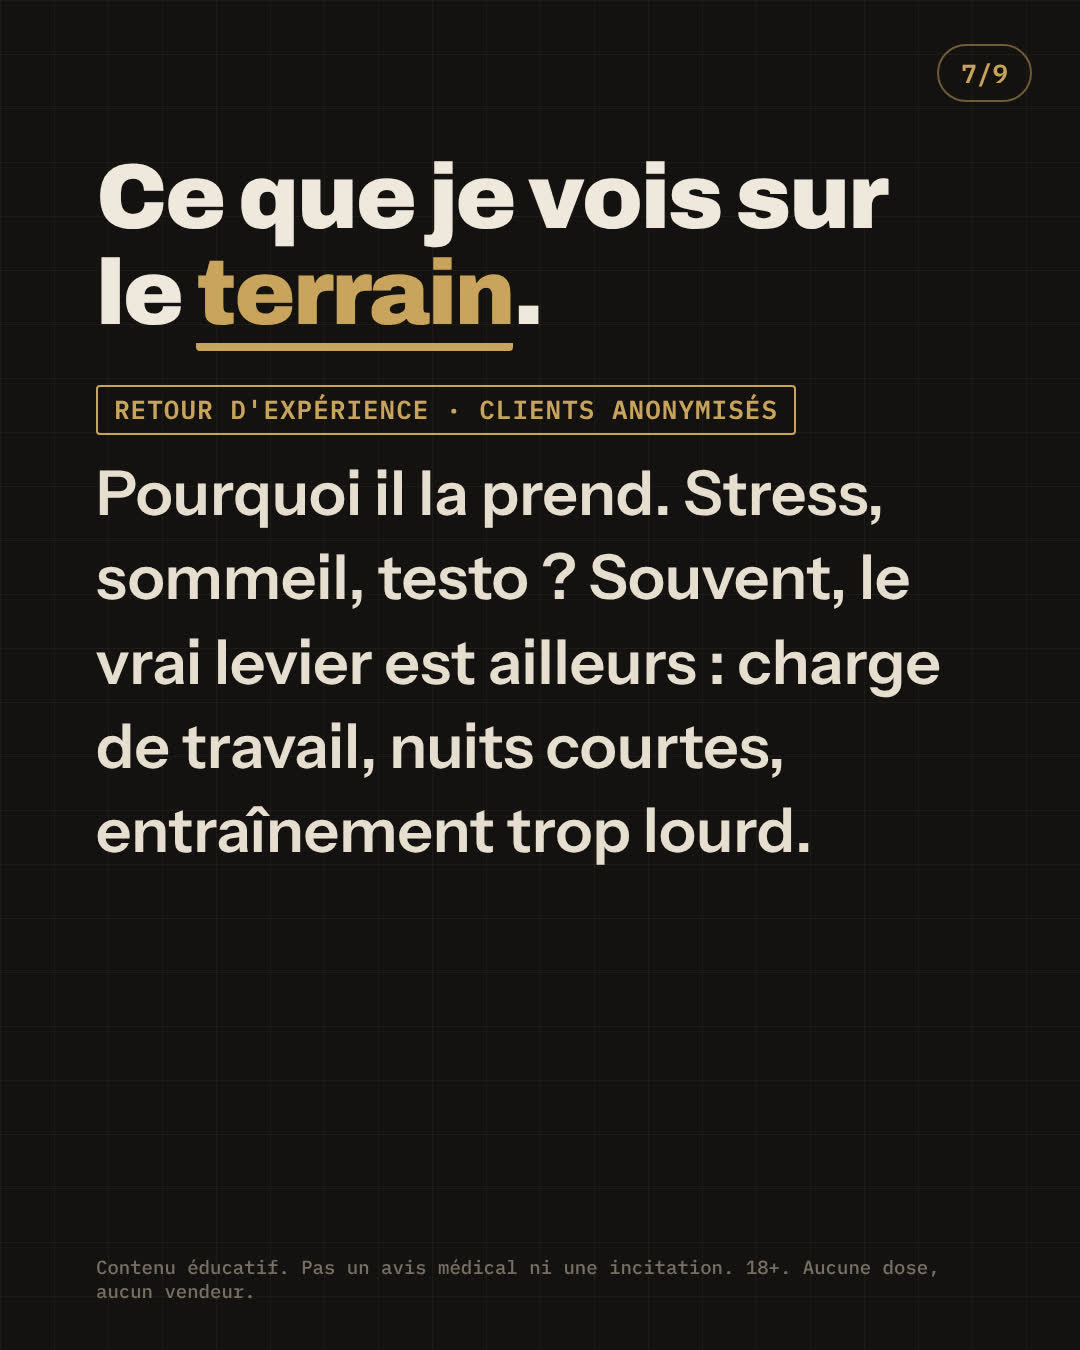 7/9
Ce que je vois sur
le terrain.
RETOUR D'EXPÉRIENCE · CLIENTS ANONYMISÉS
Pourquoi il la prend. Stress,
sommeil, testo ? Souvent, le
vrai levier est ailleurs : charge
de travail, nuits courtes,
entraînement trop lourd.
Contenu éducatif. Pas un avis médical ni une incitation. 18+. Aucune dose,
aucun vendeur.